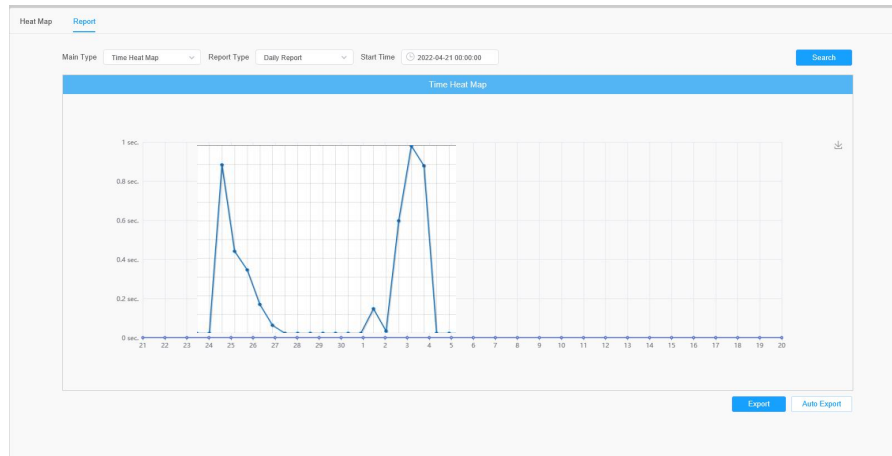 Heat Map Report
Main Type Time Heat Map Report Type Daily Report Start Time 2022-04-21 00:00:00 Search
Time Heat Map
1 sec.
0.8 sec.
0.6 sec.
0.4 sec.
0.2 sec.
0 sec.
21 22 23 24 25 26 27 28 29 30 1 2 3 4 5 6 7 8 9 10 11 12 13 14 15 16 17 18 19 20
Export Auto Export